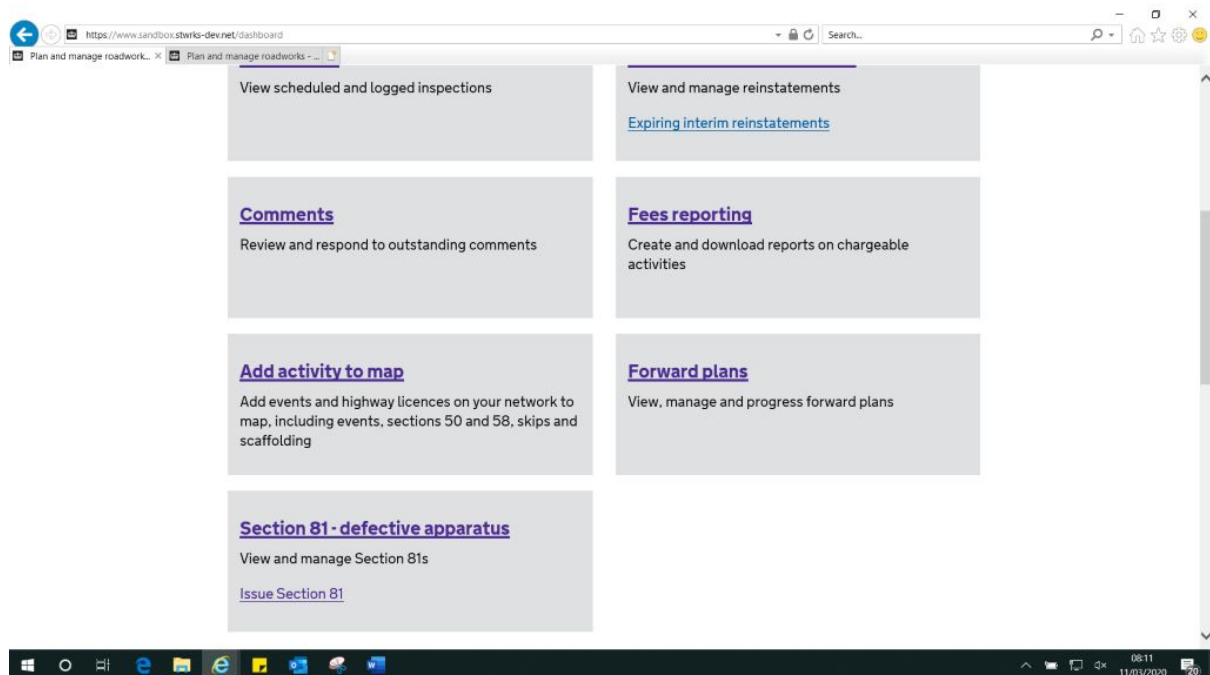 https://www.sandbox.stwrks-dev.net/dashboard
Search...
Plan and manage roadwork...
Plan and manage roadworks - ...
View scheduled and logged inspections
View and manage reinstatements
Expiring interim reinstatements
Comments
Review and respond to outstanding comments
Fees reporting
Create and download reports on chargeable
activities
Add activity to map
Add events and highway licences on your network to
map, including events, sections 50 and 58, skips and
scaffolding
Forward plans
View, manage and progress forward plans
Section 81 - defective apparatus
View and manage Section 81s
Issue Section 81
08:11
11/03/2020
20